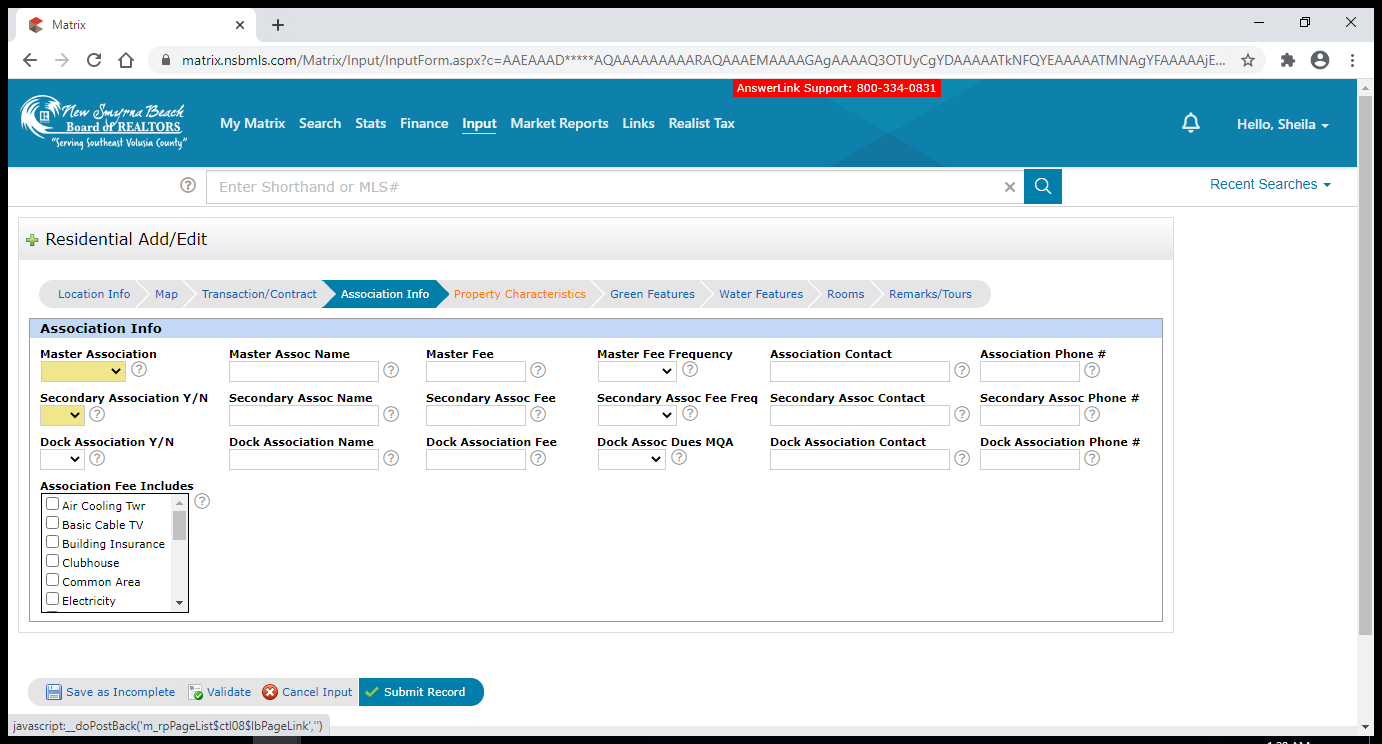 Matrix
matrix.nsbmls.com/Matrix/Input/InputForm.aspx?c=AAEAAAD*****AQAAAAAAAAARAQAAAEMAAAAGAgAAAAQ3OTUyCgYDAAAAATkNFQYEAAAAATMNAgYFAAAAAjE...
AnswerLink Support: 800-334-0831
New Smyrna Beach
Board of REALTORS
"Serving Southeast Volusia County"
My Matrix Search Stats Finance Input Market Reports Links Realist Tax
Hello, Sheila
Enter Shorthand or MLS#
Recent Searches
Residential Add/Edit
Location Info Map Transaction/Contract Association Info Property Characteristics Green Features Water Features Rooms Remarks/Tours
Association Info
Master Association Master Assoc Name Master Fee Master Fee Frequency Association Contact Association Phone #
Secondary Association Y/N Secondary Assoc Name Secondary Assoc Fee Secondary Assoc Fee Freq Secondary Assoc Contact Secondary Assoc Phone #
Dock Association Y/N Dock Association Name Dock Association Fee Dock Assoc Dues MQA Dock Association Contact Dock Association Phone #
Association Fee Includes
Air Cooling Twr
Basic Cable TV
Building Insurance
Clubhouse
Common Area
Electricity
Save as Incomplete Validate Cancel Input Submit Record
javascript:__doPostBack('m_rpPageList$ctl08$lbPageLink','')